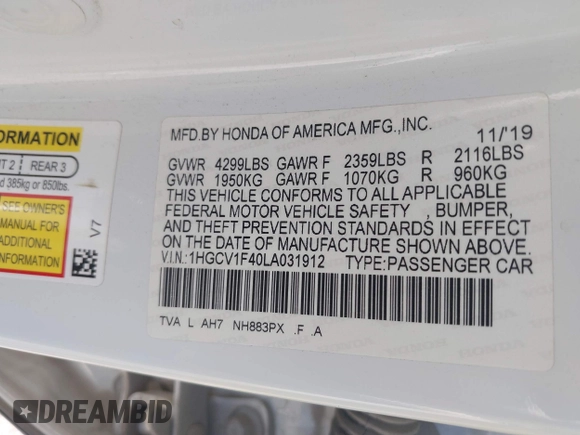 ORMATION
NT 2 REAR 3
d 385kg or 850lbs.
SEE OWNER'S
MANUAL FOR
ADDITIONAL
INFORMATION
V7
MFD.BY HONDA OF AMERICA MFG.,INC. 11/19
GVWR 4299LBS GAWR F 2359LBS R 2116LBS
GVWR 1950KG GAWR F 1070KG R 960KG
THIS VEHICLE CONFORMS TO ALL APPLICABLE
FEDERAL MOTOR VEHICLE SAFETY , BUMPER,
AND THEFT PREVENTION STANDARDS IN EFFECT
ON THE DATE OF MANUFACTURE SHOWN ABOVE.
V.I.N.:1HGCV1F40LA031912 TYPE:PASSENGER CAR
TVA L AH7 NH883PX .F .A
DREAMBID